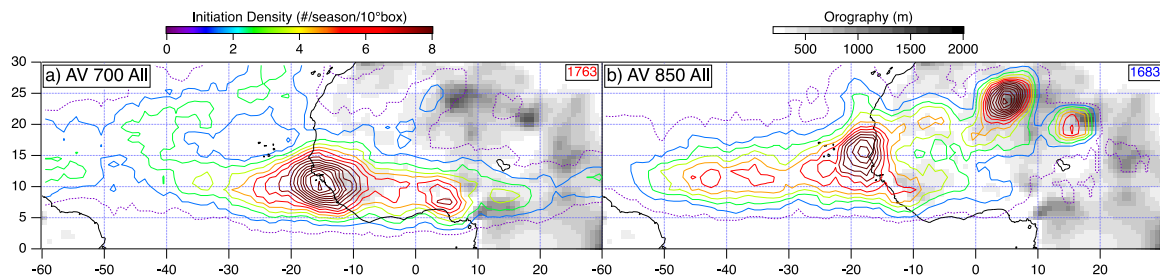 Initiation Density (#/season/10°box)
0 2 4 6 8
Orography (m)
500 1000 1500 2000
a) AV 700 All
1763
b) AV 850 All
1683
30
25
20
15
10
5
0
-60 -50 -40 -30 -20 -10 0 10 20 -60 -50 -40 -30 -20 -10 0 10 20